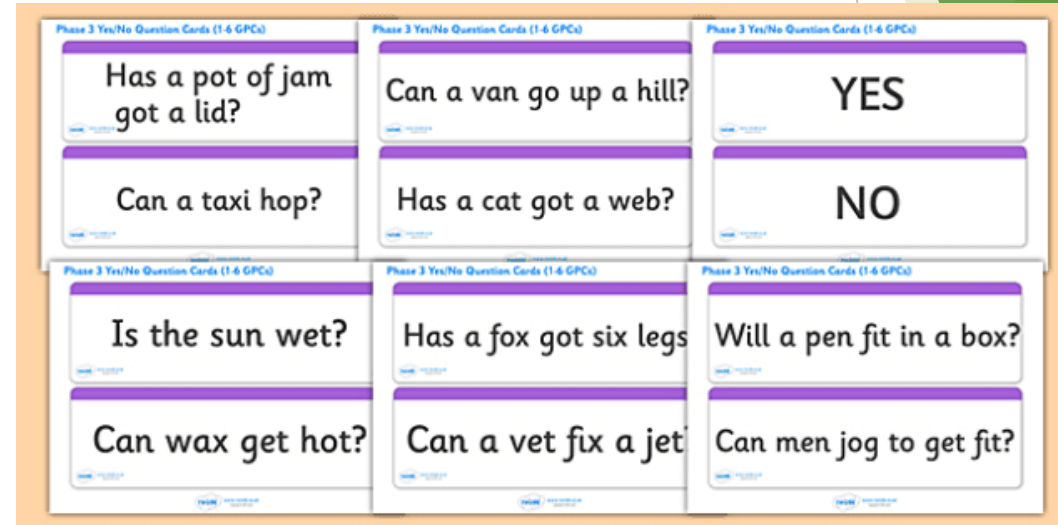 Phase 3 Yes/No Question Cards (1-6 GPCs)
Has a pot of jam
got a lid?
Can a taxi hop?
Phase 3 Yes/No Question Cards (1-6 GPCs)
Can a van go up a hill?
Has a cat got a web?
Phase 3 Yes/No Question Cards (1-6 GPCs)
YES
NO
Phase 3 Yes/No Question Cards (1-6 GPCs)
Is the sun wet?
Can wax get hot?
Phase 3 Yes/No Question Cards (1-6 GPCs)
Has a fox got six legs
Can a vet fix a jet
Phase 3 Yes/No Question Cards (1-6 GPCs)
Will a pen fit in a box?
Can men jog to get fit?